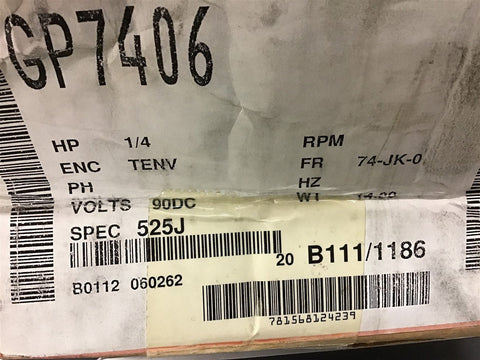 GP7406
HP 1/4 RPM
ENC TENV FR 74-JK-0
PH HZ
VOLTS 90DC WT
SPEC 525J
20 B111/1186
B0112 060262
781568124239